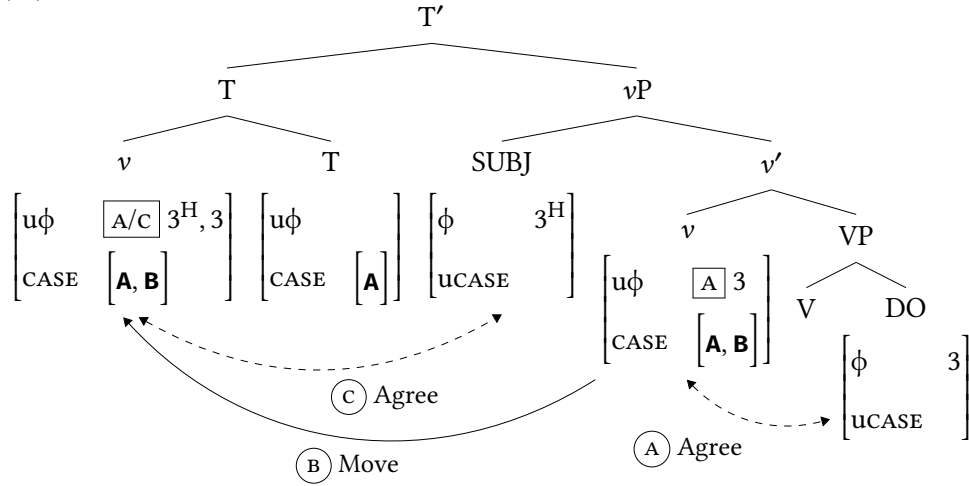 T′
T vP
v T SUBJ v′
uϕ A/C 3ᴴ, 3 uϕ ϕ 3ᴴ v VP
CASE [A, B] CASE [A] uCASE uϕ A 3 V DO
CASE [A, B] ϕ 3
C Agree uCASE
B Move A Agree